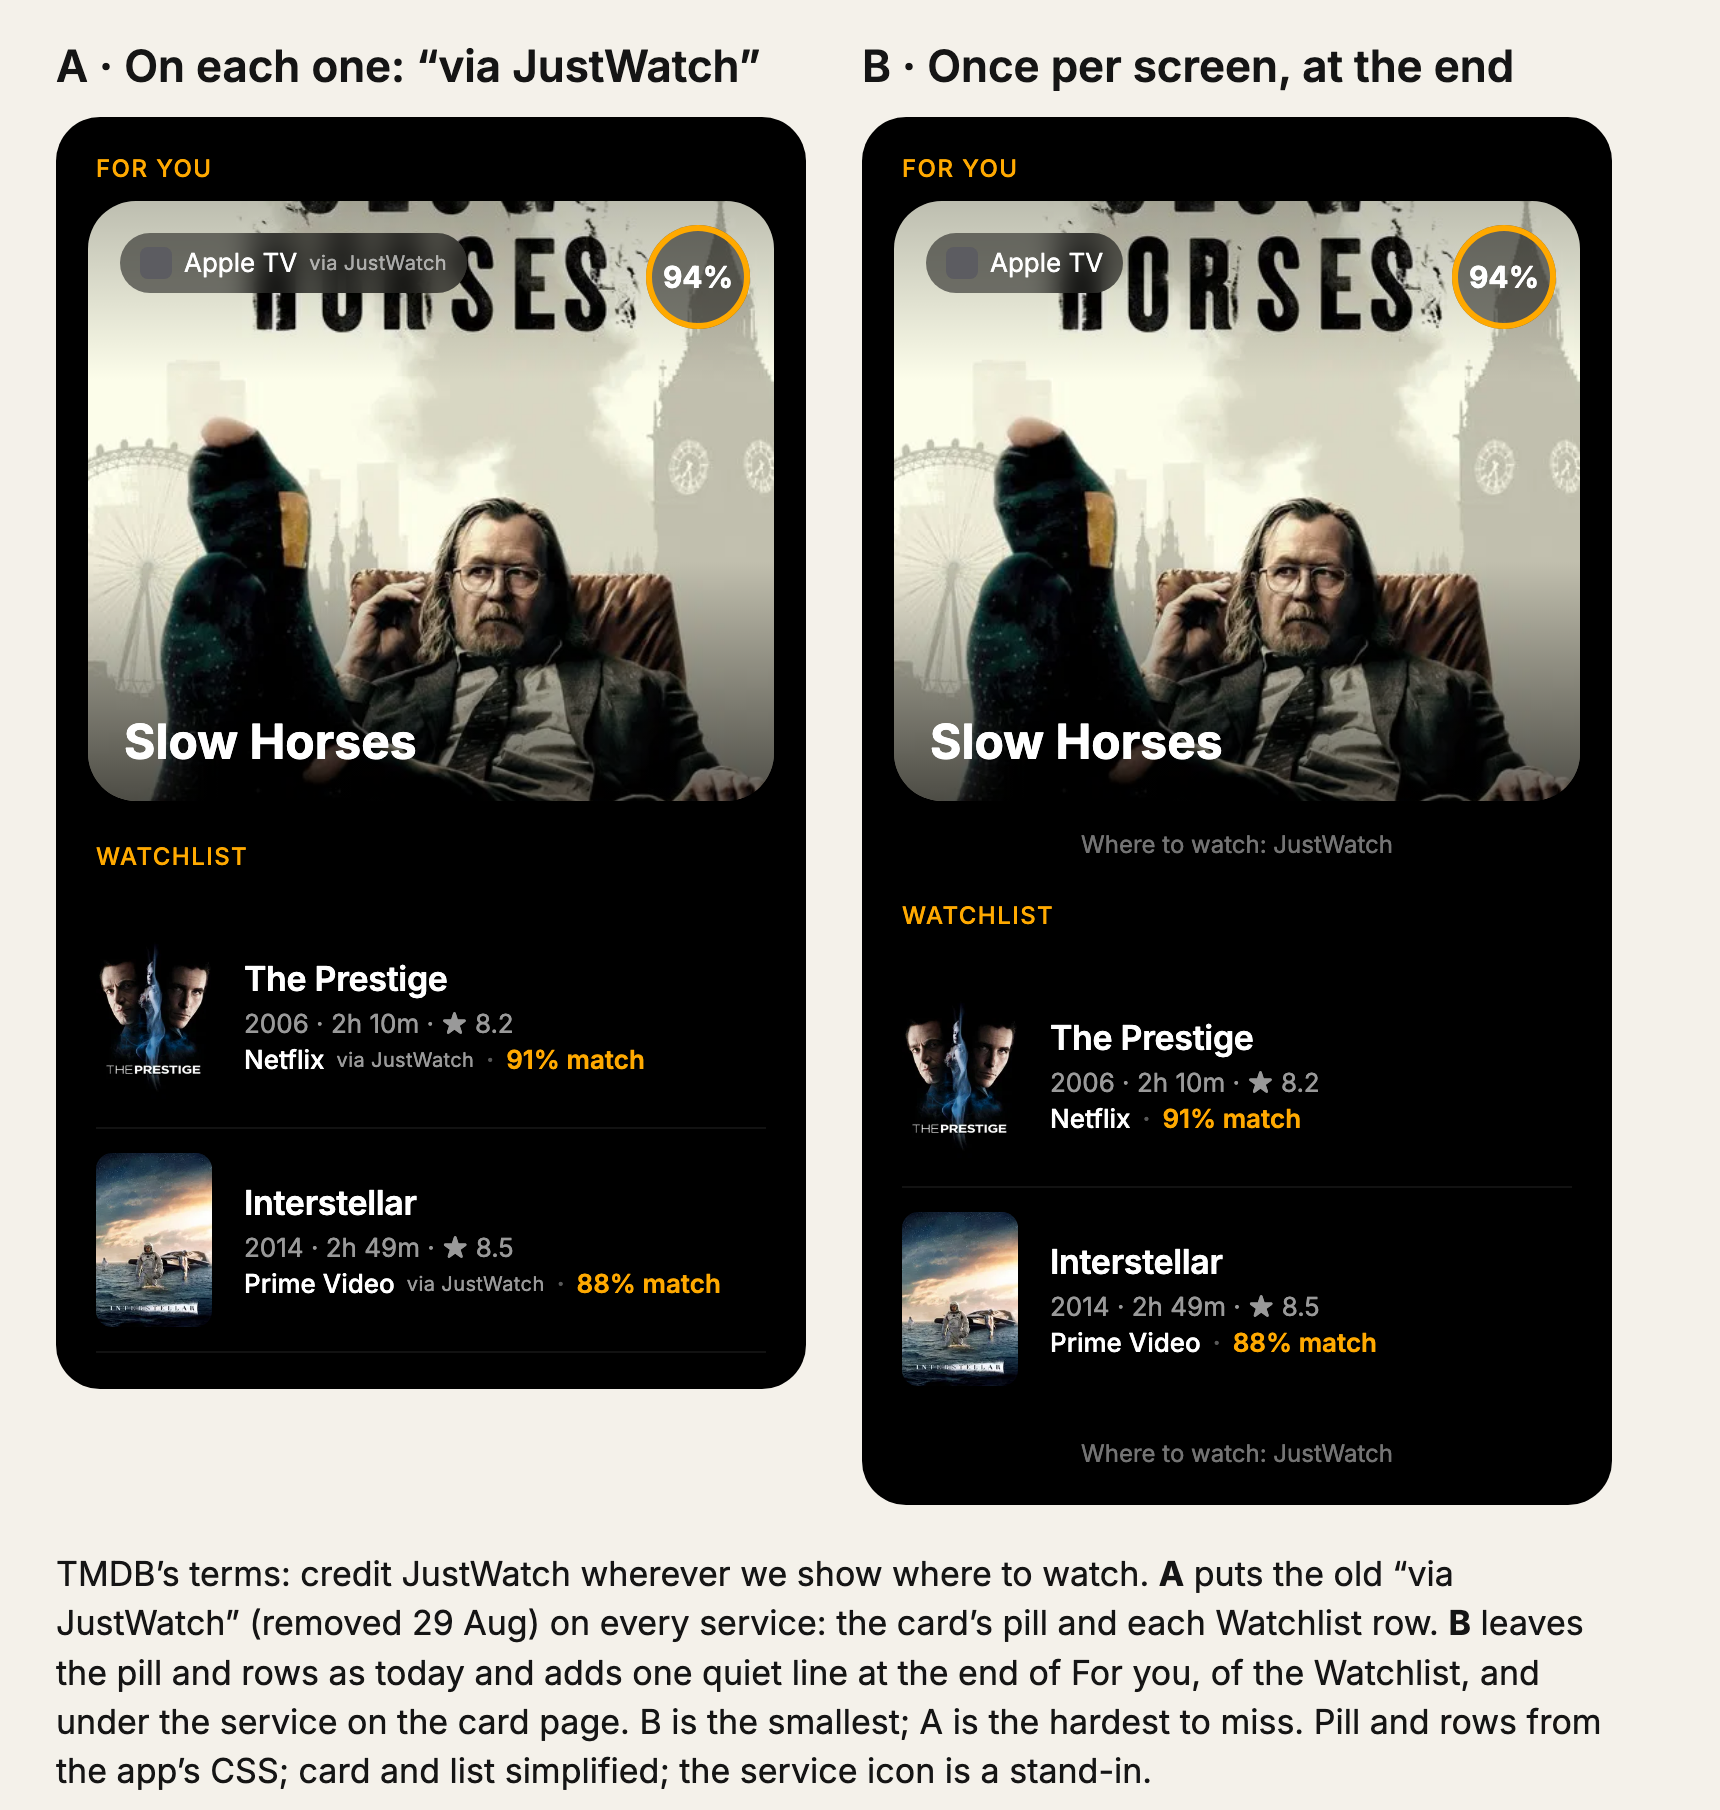 A · On each one: “via JustWatch”
FOR YOU
Apple TV via JustWatch
HORSES
94%
Slow Horses
WATCHLIST
THE PRESTIGE
The Prestige
2006 · 2h 10m · ★ 8.2
Netflix via JustWatch · 91% match
INTERSTELLAR
Interstellar
2014 · 2h 49m · ★ 8.5
Prime Video via JustWatch · 88% match
B · Once per screen, at the end
FOR YOU
Apple TV
HORSES
94%
Slow Horses
Where to watch: JustWatch
WATCHLIST
THE PRESTIGE
The Prestige
2006 · 2h 10m · ★ 8.2
Netflix · 91% match
INTERSTELLAR
Interstellar
2014 · 2h 49m · ★ 8.5
Prime Video · 88% match
Where to watch: JustWatch
TMDB’s terms: credit JustWatch wherever we show where to watch. A puts the old “via
JustWatch” (removed 29 Aug) on every service: the card’s pill and each Watchlist row. B leaves
the pill and rows as today and adds one quiet line at the end of For you, of the Watchlist, and
under the service on the card page. B is the smallest; A is the hardest to miss. Pill and rows from
the app’s CSS; card and list simplified; the service icon is a stand-in.